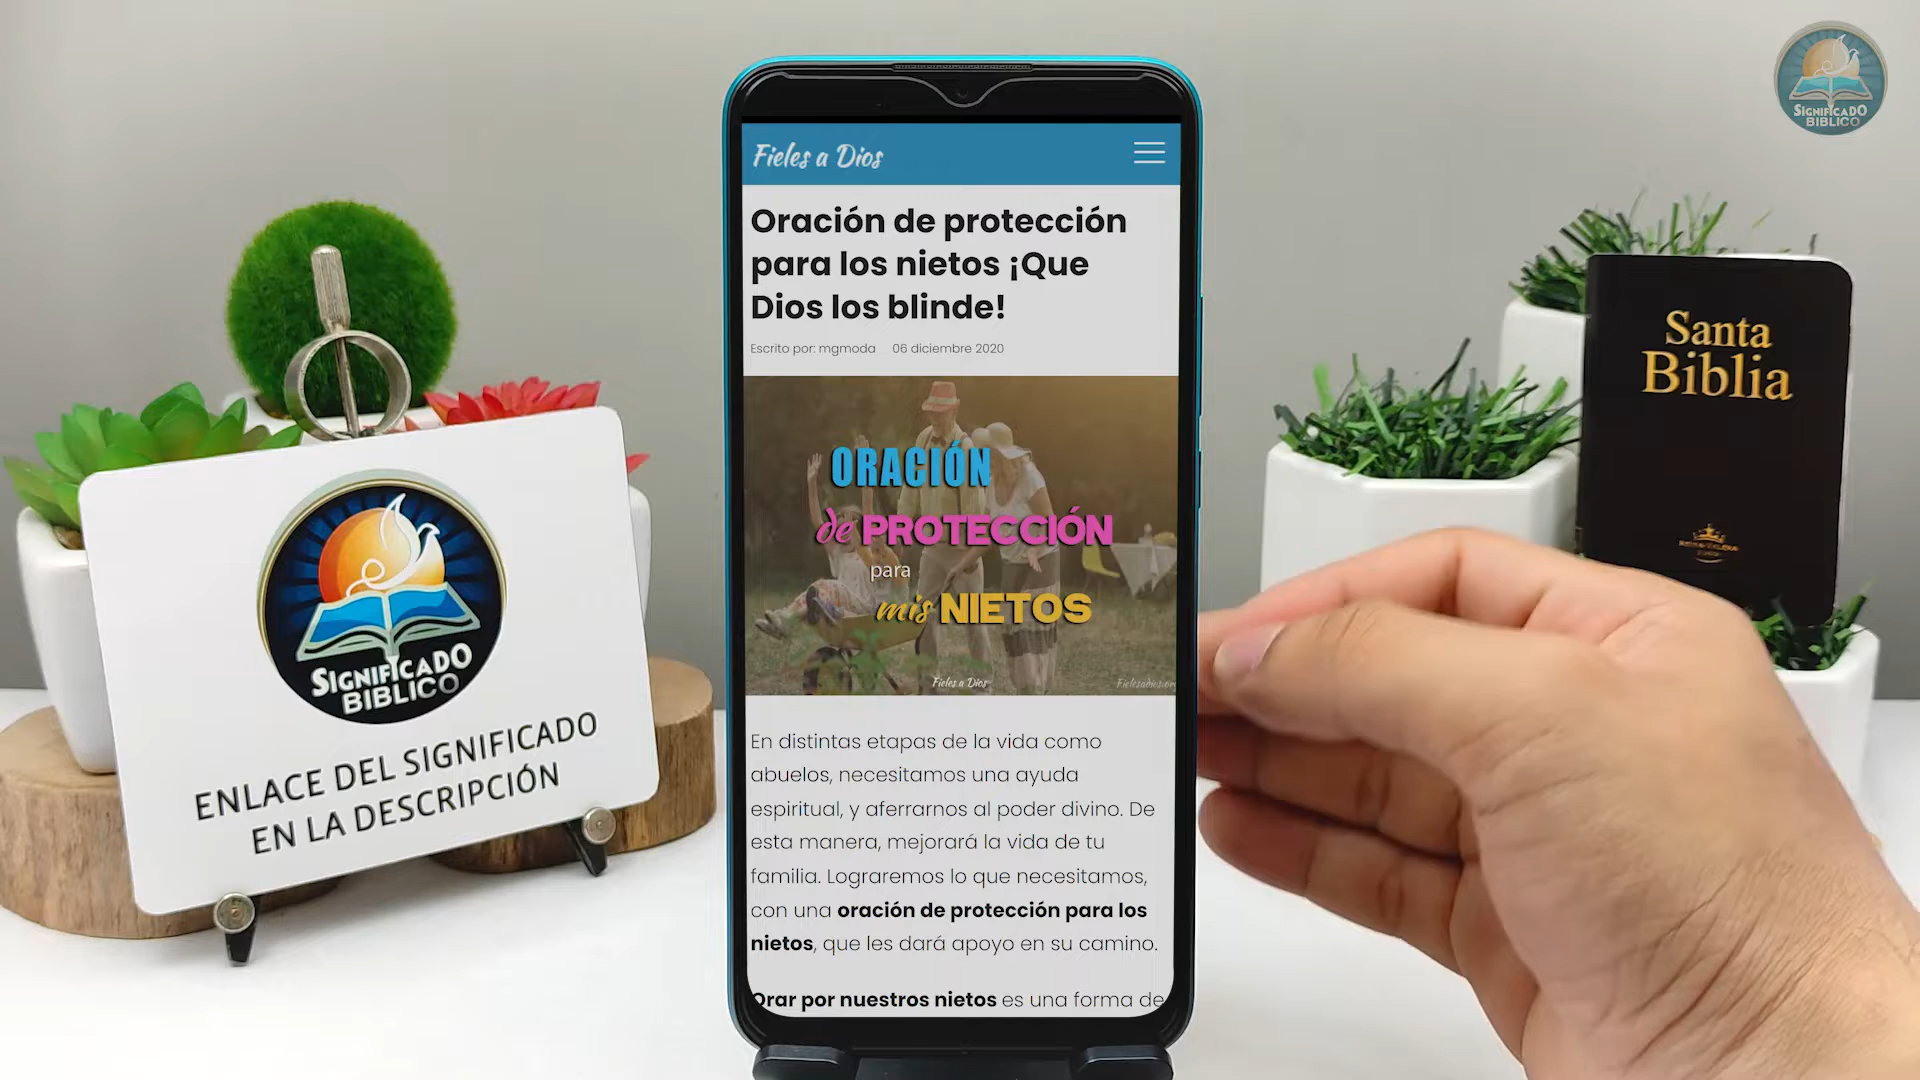 SIGNIFICADO
BIBLICO
Fieles a Dios
Oración de protección
para los nietos ¡Que
Dios los blinde!
Escrito por: mgmoda 06 diciembre 2020
ORACIÓN
de PROTECCIÓN
para
mis NIETOS
Fieles a Dios
En distintas etapas de la vida como
abuelos, necesitamos una ayuda
espiritual, y aferrarnos al poder divino. De
esta manera, mejorará la vida de tu
familia. Lograremos lo que necesitamos,
con una oración de protección para los
nietos, que les dará apoyo en su camino.
Orar por nuestros nietos es una forma de
SIGNIFICADO
BIBLICO
ENLACE DEL SIGNIFICADO
EN LA DESCRIPCIÓN
Santa
Biblia